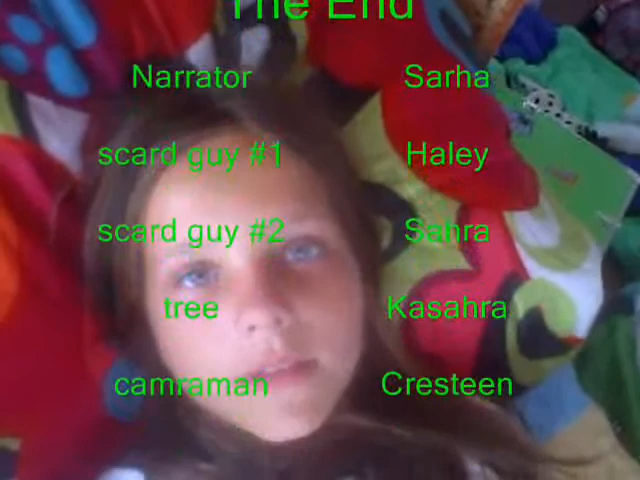 The End
Narrator Sarha
scard guy #1 Haley
scard guy #2 Sahra
tree Kasahra
camraman Cresteen